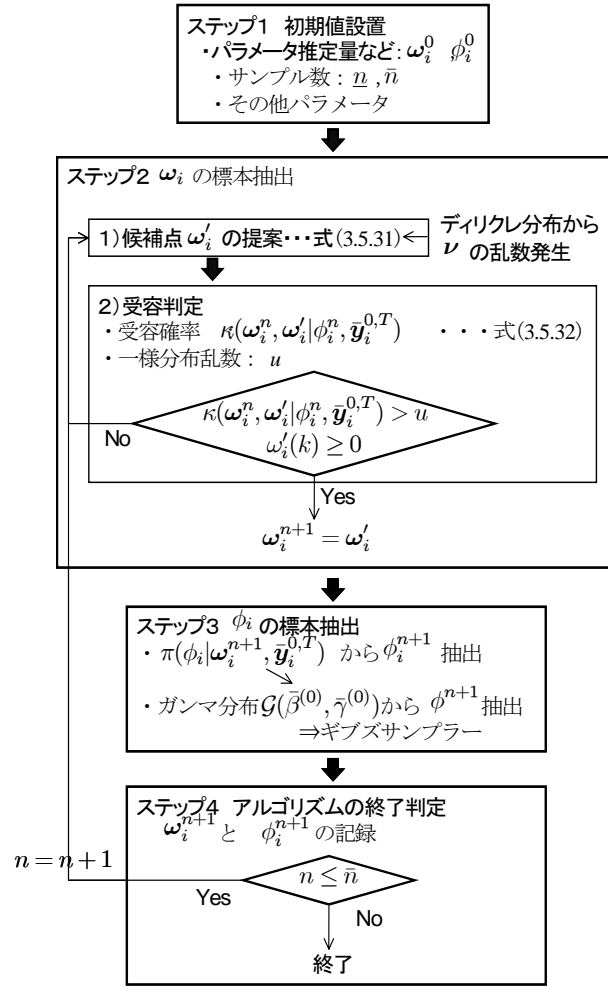 ステップ1 初期値設置
・パラメータ推定量など: ω_i^0 ,φ_i^0
・サンプル数: n̲ , n̄
・その他パラメータ
ステップ2 ω_i の標本抽出
1)候補点 ω′_i の提案・・・式(3.5.31)
ディリクレ分布から
ν の乱数発生
2)受容判定
・受容確率 κ(ω_i^n, ω′_i|φ_i^n, ȳ_i^{0,T}) ・・・式(3.5.32)
・一様分布乱数: u
κ(ω_i^n, ω′_i|φ_i^n, ȳ_i^{0,T}) > u
ω′_i(k) ≥ 0
No
Yes
ω_i^{n+1} = ω′_i
ステップ3 φ_i の標本抽出
・ π(φ_i|ω_i^{n+1}, ȳ_i^{0,T}) から φ_i^{n+1} 抽出
・ガンマ分布 𝒢(β̄^{(0)}, γ̄^{(0)})から φ^{n+1} 抽出
⇒ギブズサンプラー
ステップ4 アルゴリズムの終了判定
ω_i^{n+1} と φ_i^{n+1} の記録
n = n + 1
n ≤ n̄
Yes
No
終了